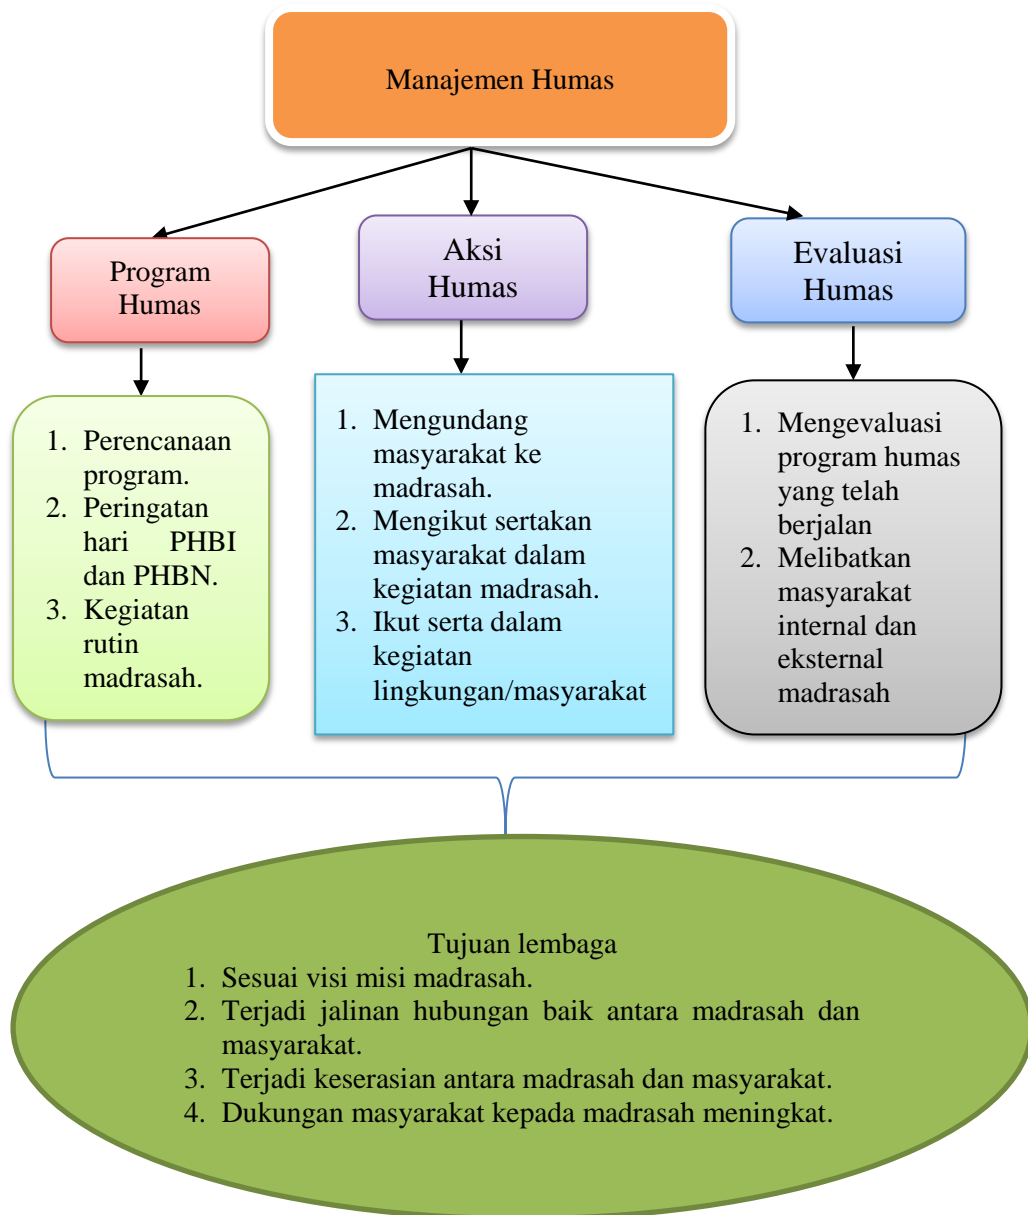 Manajemen Humas
Program
Humas
Aksi
Humas
Evaluasi
Humas
1. Perencanaan
program.
2. Peringatan
hari PHBI
dan PHBN.
3. Kegiatan
rutin
madrasah.
1. Mengundang
masyarakat ke
madrasah.
2. Mengikut sertakan
masyarakat dalam
kegiatan madrasah.
3. Ikut serta dalam
kegiatan
lingkungan/masyarakat
1. Mengevaluasi
program humas
yang telah
berjalan
2. Melibatkan
masyarakat
internal dan
eksternal
madrasah
Tujuan lembaga
1. Sesuai visi misi madrasah.
2. Terjadi jalinan hubungan baik antara madrasah dan
masyarakat.
3. Terjadi keserasian antara madrasah dan masyarakat.
4. Dukungan masyarakat kepada madrasah meningkat.